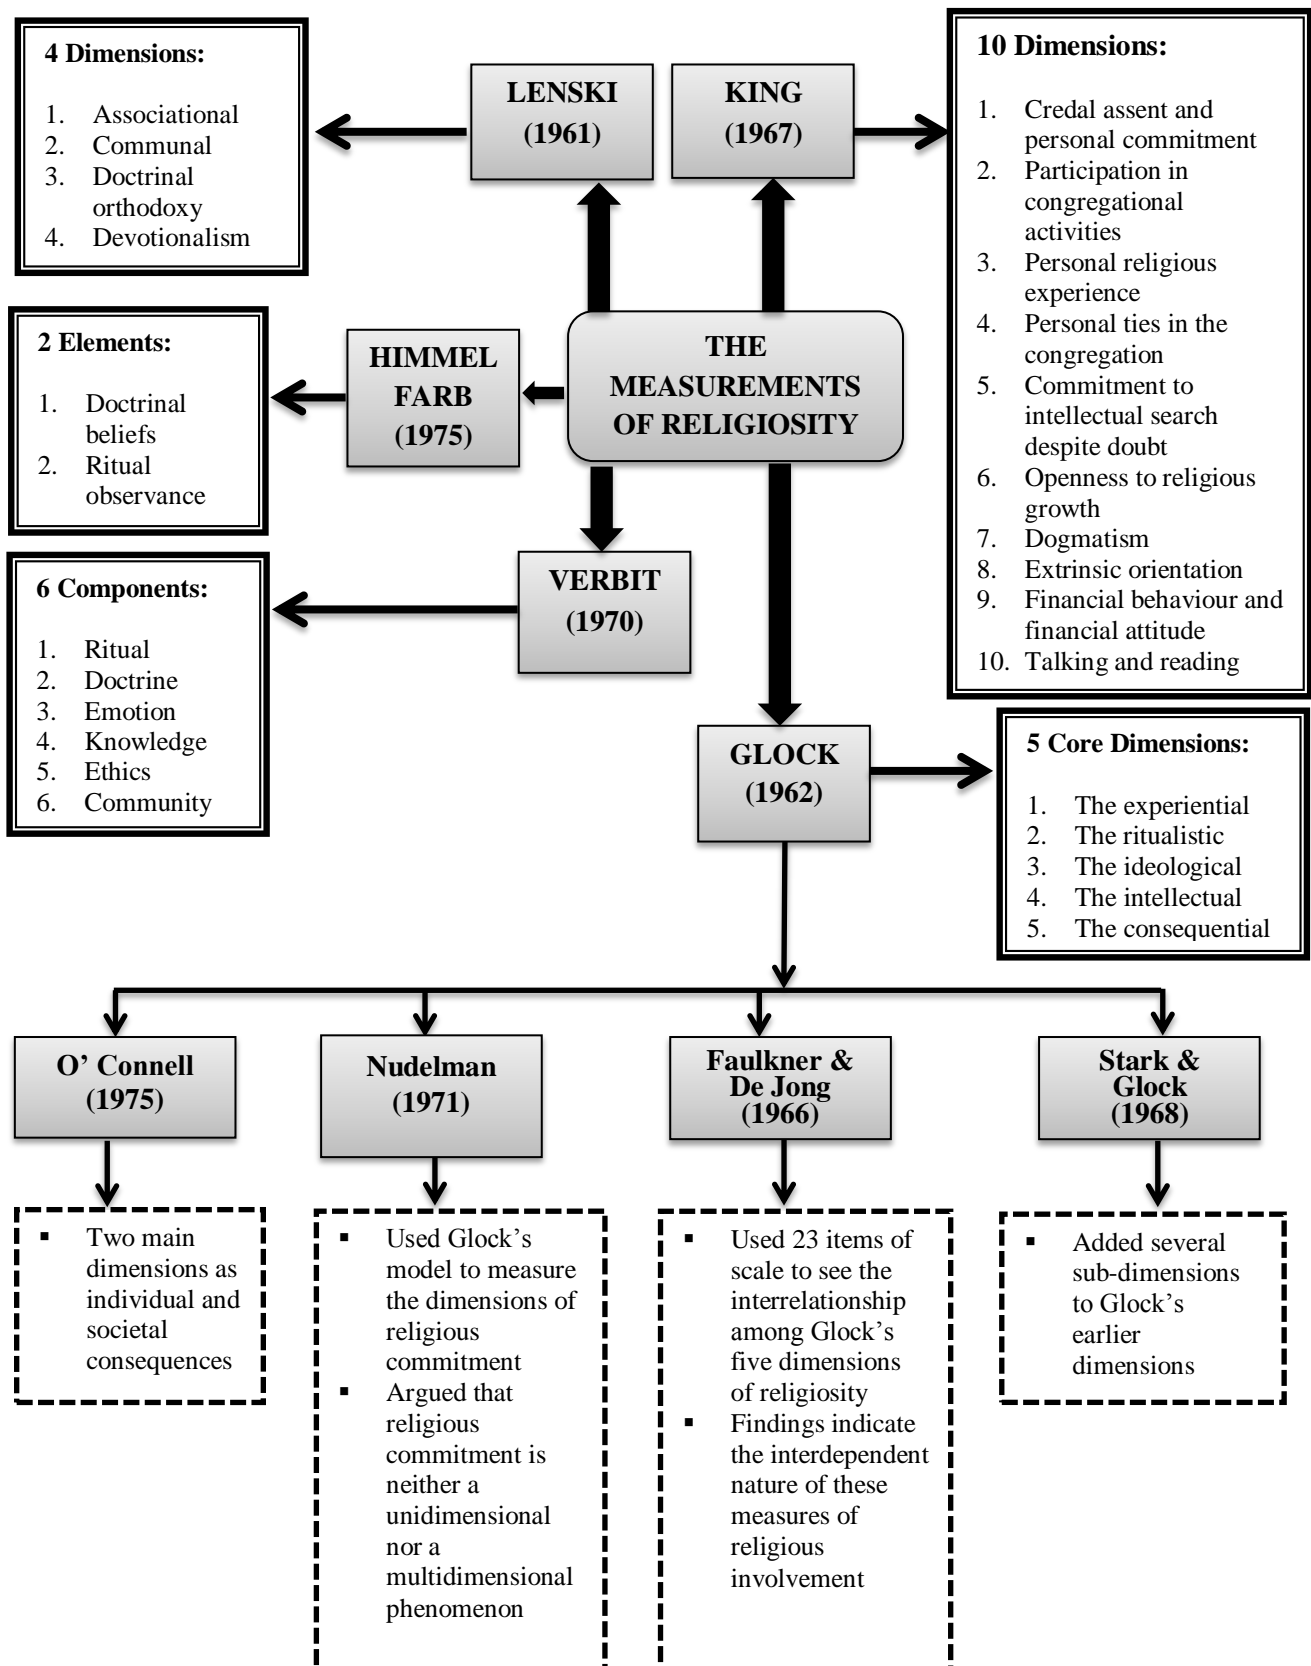 4 Dimensions:
1. Associational
2. Communal
3. Doctrinal
orthodoxy
4. Devotionalism
LENSKI
(1961)
KING
(1967)
10 Dimensions:
1. Credal assent and
personal commitment
2. Participation in
congregational
activities
3. Personal religious
experience
4. Personal ties in the
congregation
5. Commitment to
intellectual search
despite doubt
6. Openness to religious
growth
7. Dogmatism
8. Extrinsic orientation
9. Financial behaviour and
financial attitude
10. Talking and reading
2 Elements:
1. Doctrinal
beliefs
2. Ritual
observance
HIMMEL
FARB
(1975)
THE
MEASUREMENTS
OF RELIGIOSITY
6 Components:
1. Ritual
2. Doctrine
3. Emotion
4. Knowledge
5. Ethics
6. Community
VERBIT
(1970)
GLOCK
(1962)
5 Core Dimensions:
1. The experiential
2. The ritualistic
3. The ideological
4. The intellectual
5. The consequential
O’ Connell
(1975)
Nudelman
(1971)
Faulkner &
De Jong
(1966)
Stark &
Glock
(1968)
▪ Two main
dimensions as
individual and
societal
consequences
▪ Used Glock’s
model to measure
the dimensions of
religious
commitment
▪ Argued that
religious
commitment is
neither a
unidimensional
nor a
multidimensional
phenomenon
▪ Used 23 items of
scale to see the
interrelationship
among Glock’s
five dimensions
of religiosity
▪ Findings indicate
the interdependent
nature of these
measures of
religious
involvement
▪ Added several
sub-dimensions
to Glock’s
earlier
dimensions